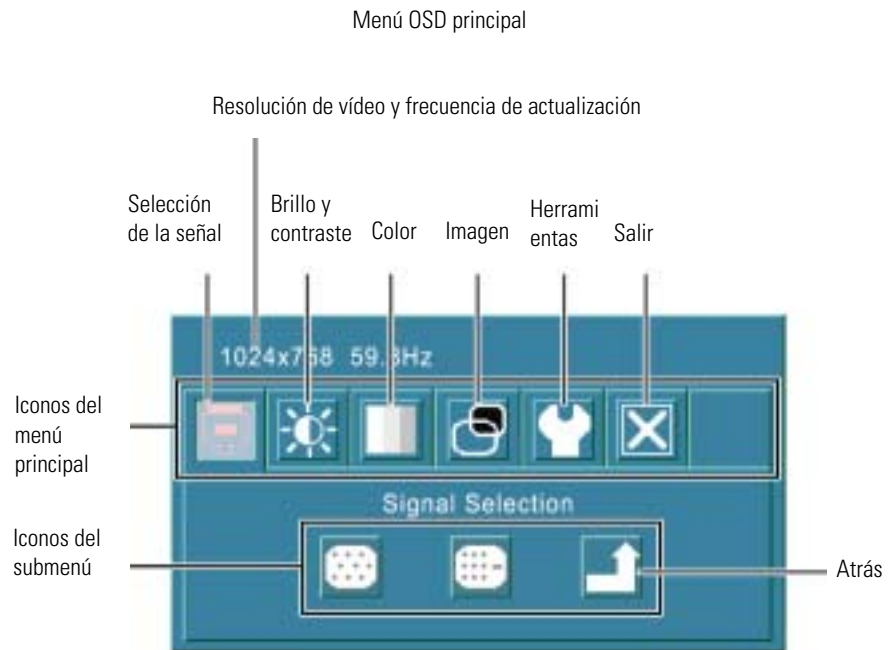 Menú OSD principal
Resolución de vídeo y frecuencia de actualización
Selección
de la señal
Brillo y
contraste
Color
Imagen
Herrami
entas
Salir
1024x768 59.8Hz
Iconos del
menú
principal
Signal Selection
Iconos del
submenú
Atrás